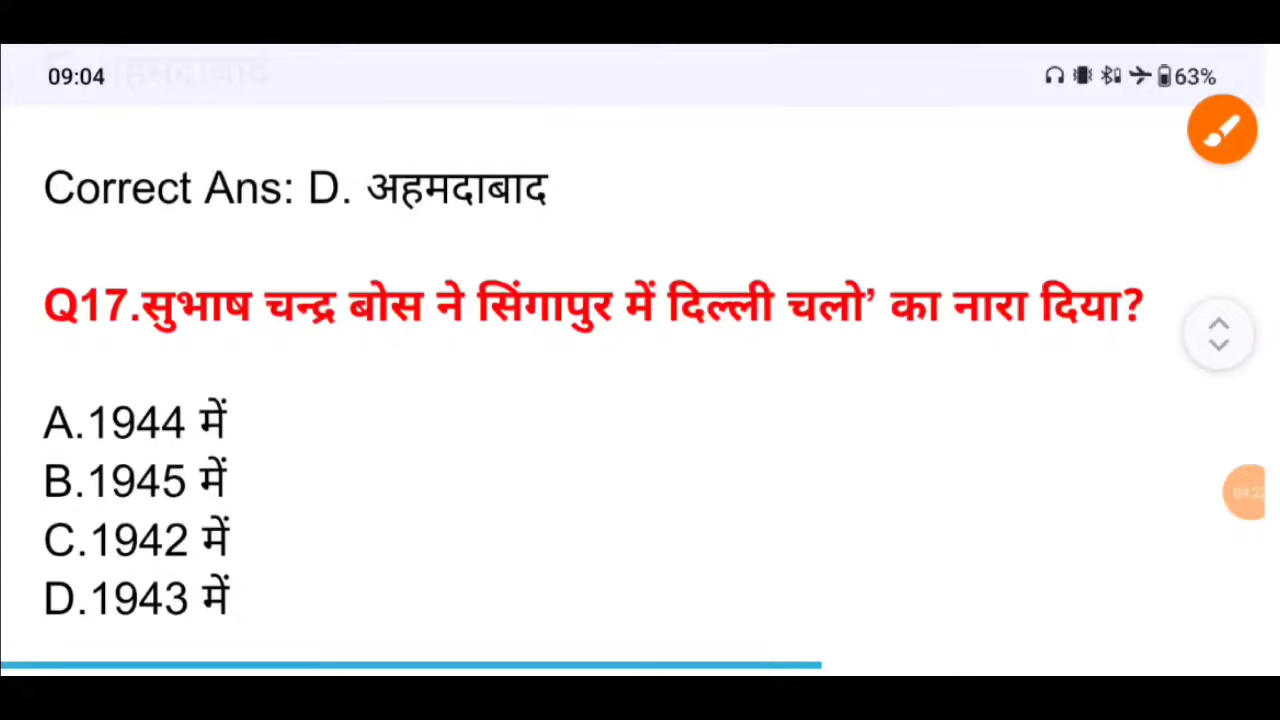 09:04
63%
Correct Ans: D. अहमदाबाद
Q17.सुभाष चन्द्र बोस ने सिंगापुर में दिल्ली चलो’ का नारा दिया?
A.1944 में
B.1945 में
C.1942 में
D.1943 में